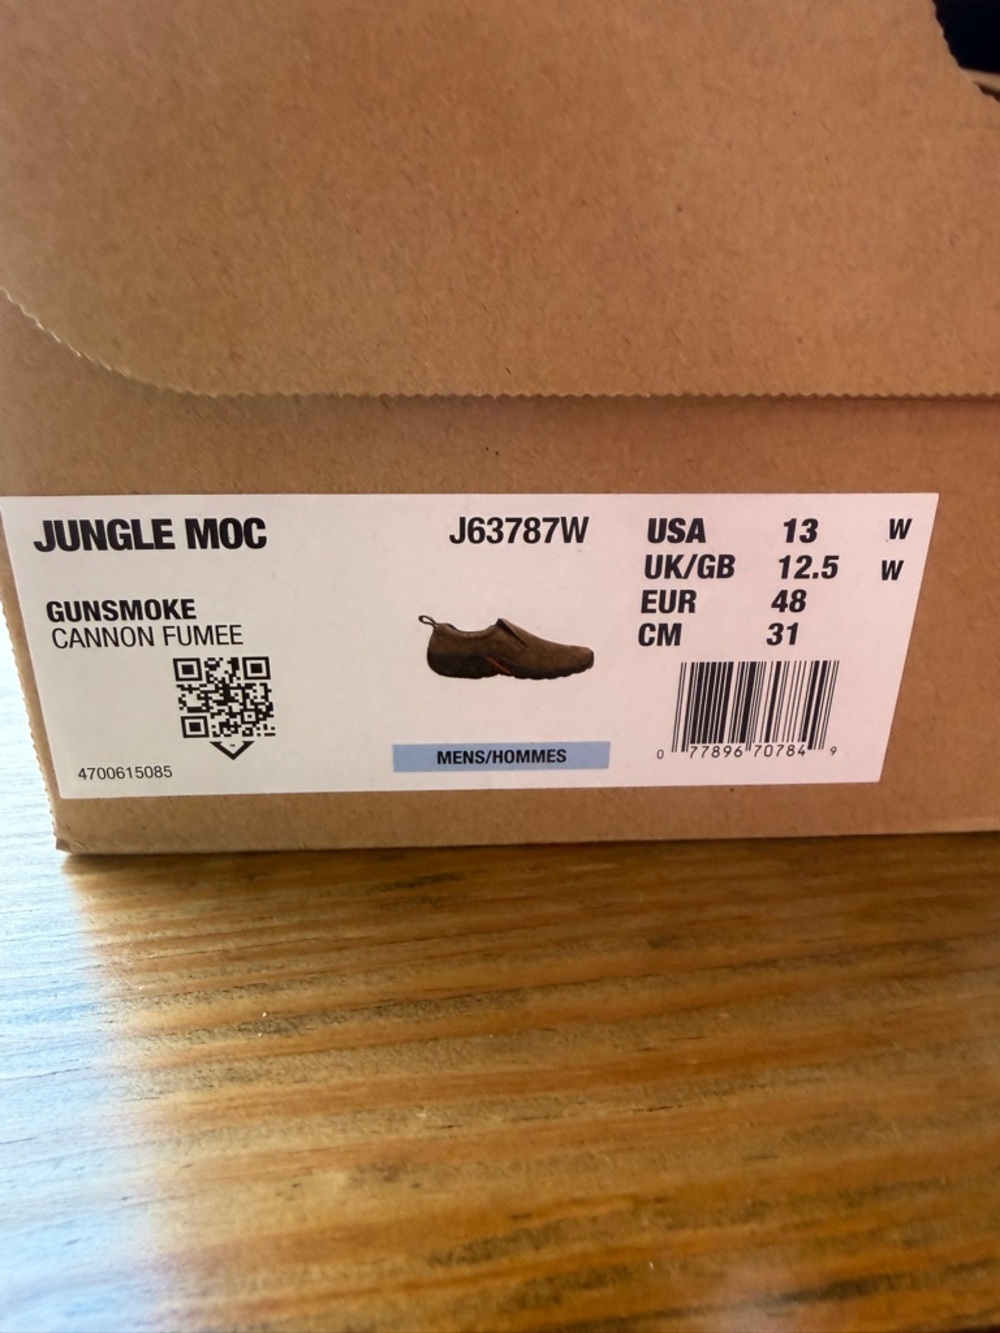 JUNGLE MOC
J63787W
USA 13 W
UK/GB 12.5 W
EUR 48
CM 31
GUNSMOKE
CANNON FUMEE
4700615085
MENS/HOMMES
0 77896 70784 9